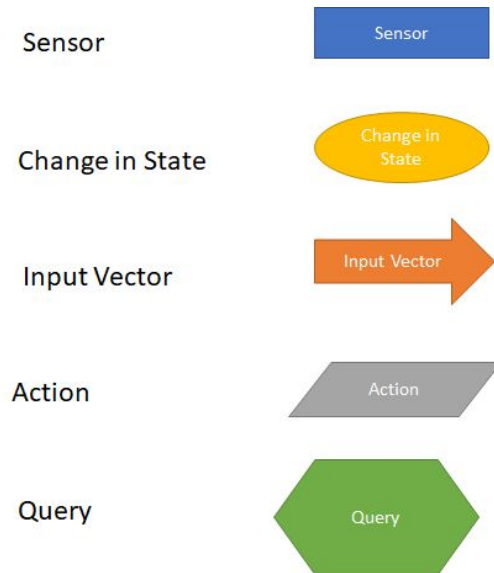 Sensor
Sensor
Change in State
Change in
State
Input Vector
Input Vector
Action
Action
Query
Query